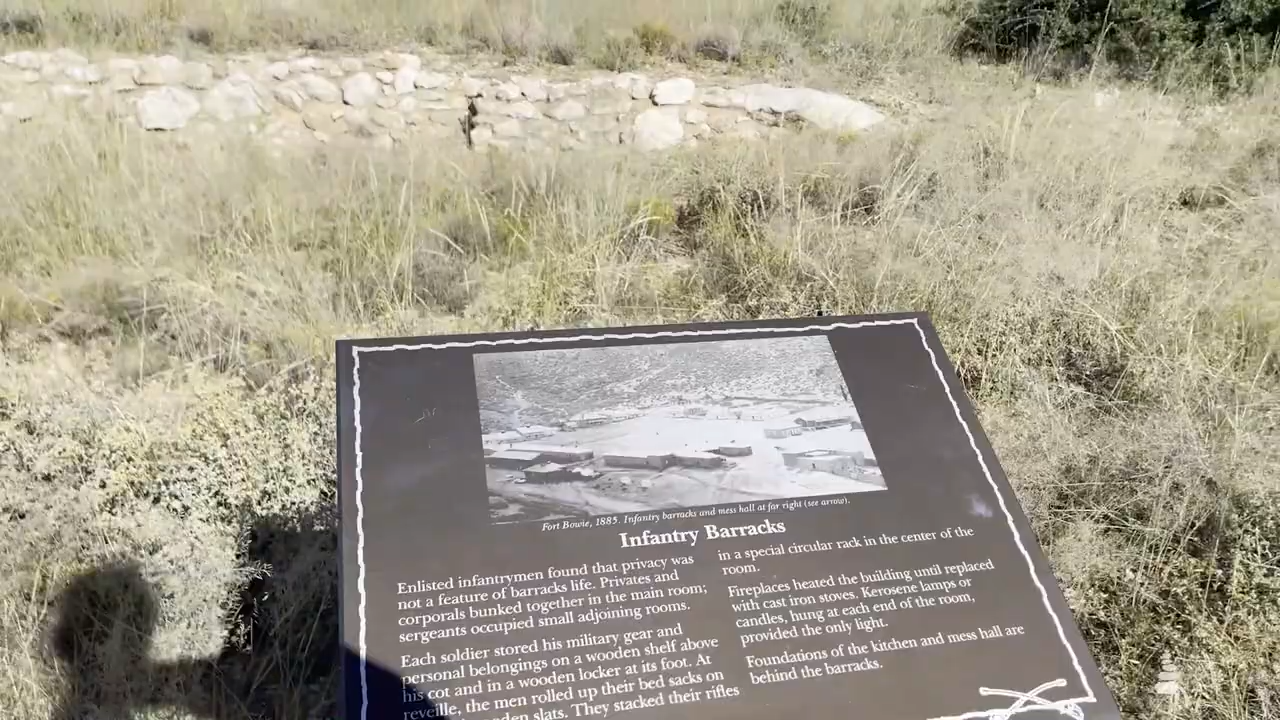 Fort Bowie, 1885. Infantry barracks and mess hall at far right (see arrow).
Infantry Barracks
Enlisted infantrymen found that privacy was
not a feature of barracks life. Privates and
corporals bunked together in the main room;
sergeants occupied small adjoining rooms.
Each soldier stored his military gear and
personal belongings on a wooden shelf above
his cot and in a wooden locker at its foot. At
reveille, the men rolled up their bed sacks on
slats. They stacked their rifles
in a special circular rack in the center of the
room.
Fireplaces heated the building until replaced
with cast iron stoves. Kerosene lamps or
candles, hung at each end of the room,
provided the only light.
Foundations of the kitchen and mess hall are
behind the barracks.